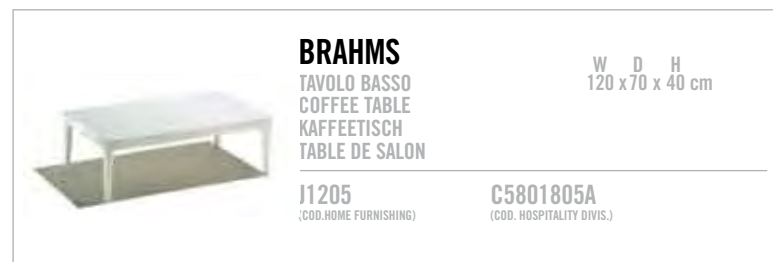 BRAHMS
TAVOLO BASSO
COFFEE TABLE
KAFFEETISCH
TABLE DE SALON
W D H
120 x 70 x 40 cm
J1205
(COD.HOME FURNISHING)
C5801805A
(COD. HOSPITALITY DIVIS.)